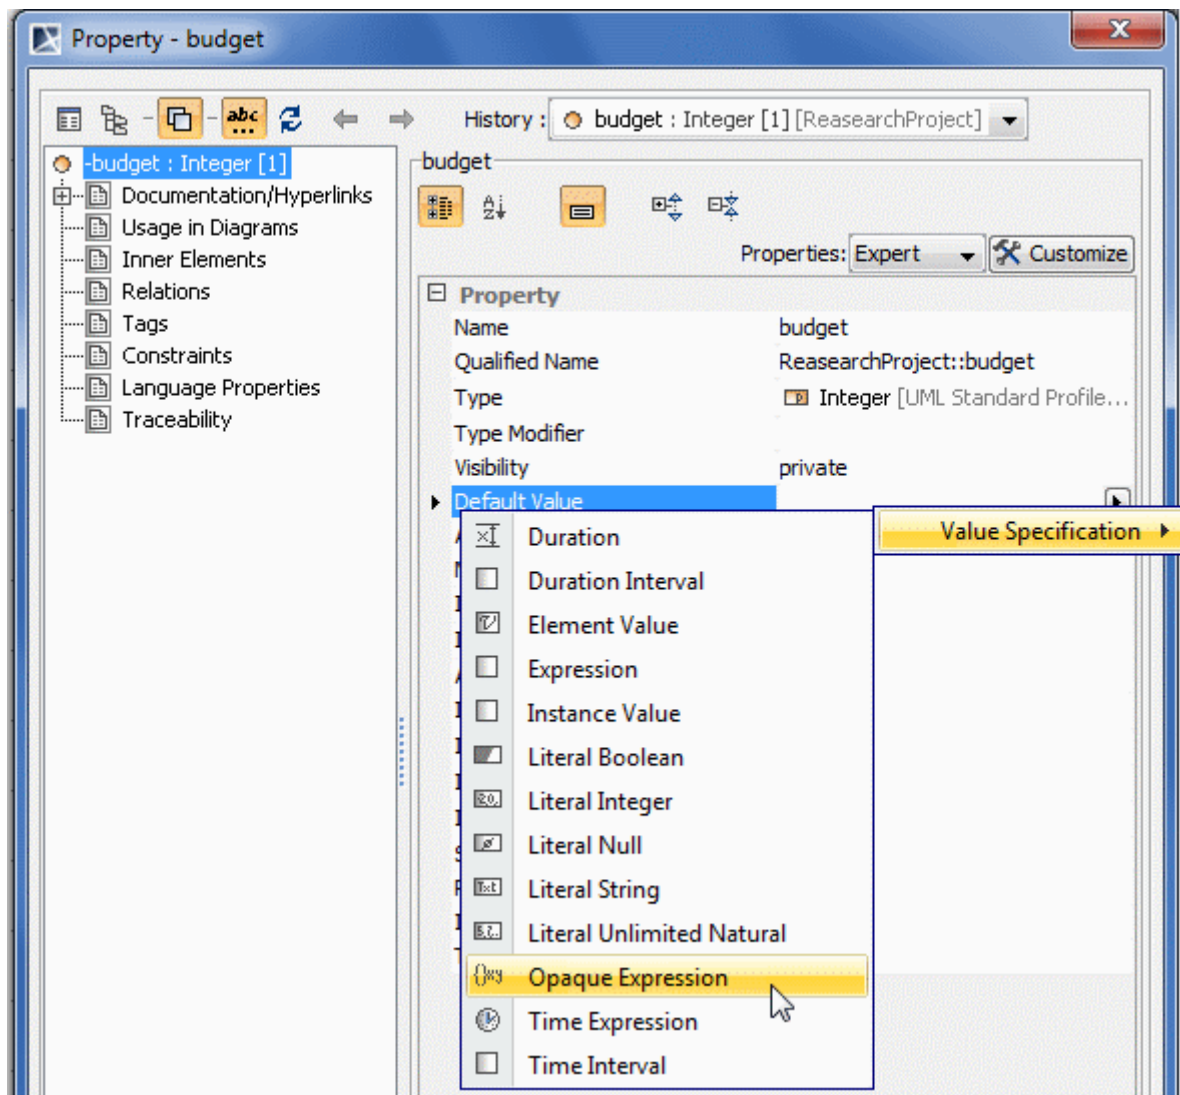 Property - budget
abc
History : budget : Integer [1] [ReasearchProject]
-budget : Integer [1]
Documentation/Hyperlinks
Usage in Diagrams
Inner Elements
Relations
Tags
Constraints
Language Properties
Traceability
budget
Properties: Expert Customize
Property
Name budget
Qualified Name ReasearchProject::budget
Type Integer [UML Standard Profile...
Type Modifier
Visibility private
Default Value
Value Specification
Duration
Duration Interval
Element Value
Expression
Instance Value
Literal Boolean
Literal Integer
Literal Null
Literal String
Literal Unlimited Natural
Opaque Expression
Time Expression
Time Interval